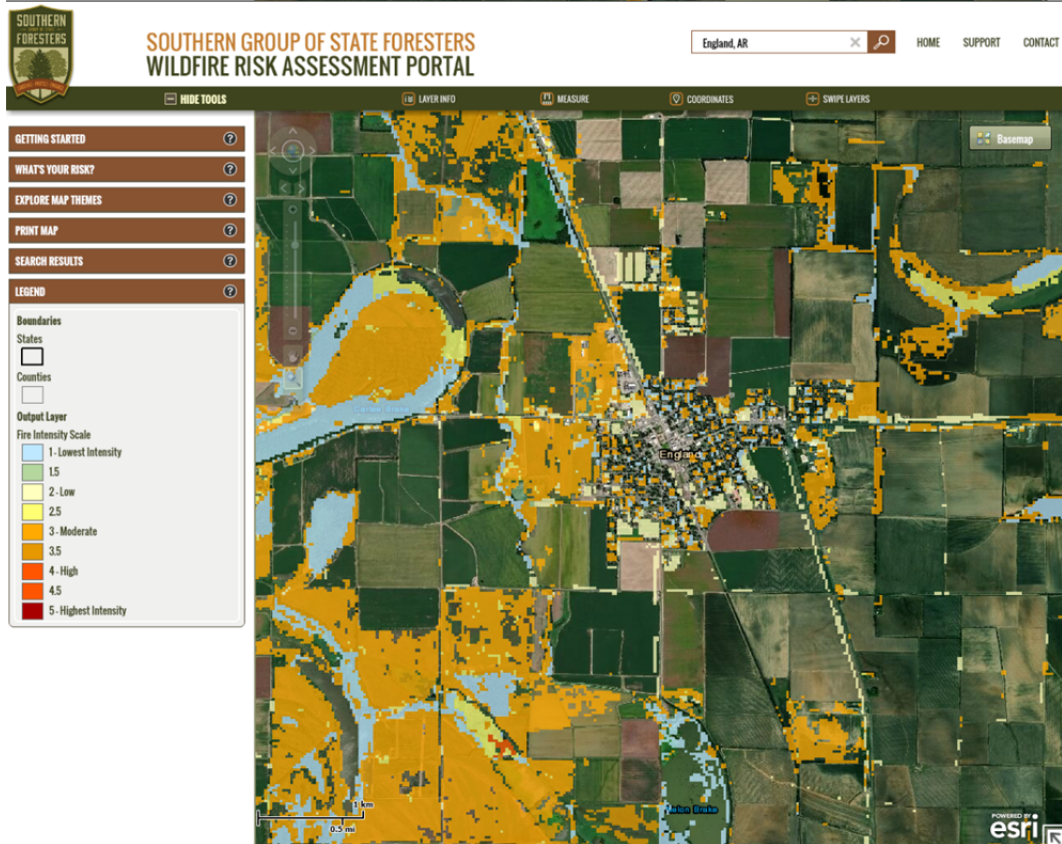 SOUTHERN
GROUP OF STATE
FORESTERS
SOUTHERN GROUP OF STATE FORESTERS
WILDFIRE RISK ASSESSMENT PORTAL
England, AR
HOME SUPPORT CONTACT
HIDE TOOLS LAYER INFO MEASURE COORDINATES SWIPE LAYERS
GETTING STARTED ?
WHAT'S YOUR RISK? ?
EXPLORE MAP THEMES ?
PRINT MAP ?
SEARCH RESULTS ?
LEGEND ?
Boundaries
States
Counties
Output Layer
Fire Intensity Scale
1 - Lowest Intensity
1.5
2 - Low
2.5
3 - Moderate
3.5
4 - High
4.5
5 - Highest Intensity
Basemap
England
1 km
0.5 mi
POWERED BY
esri